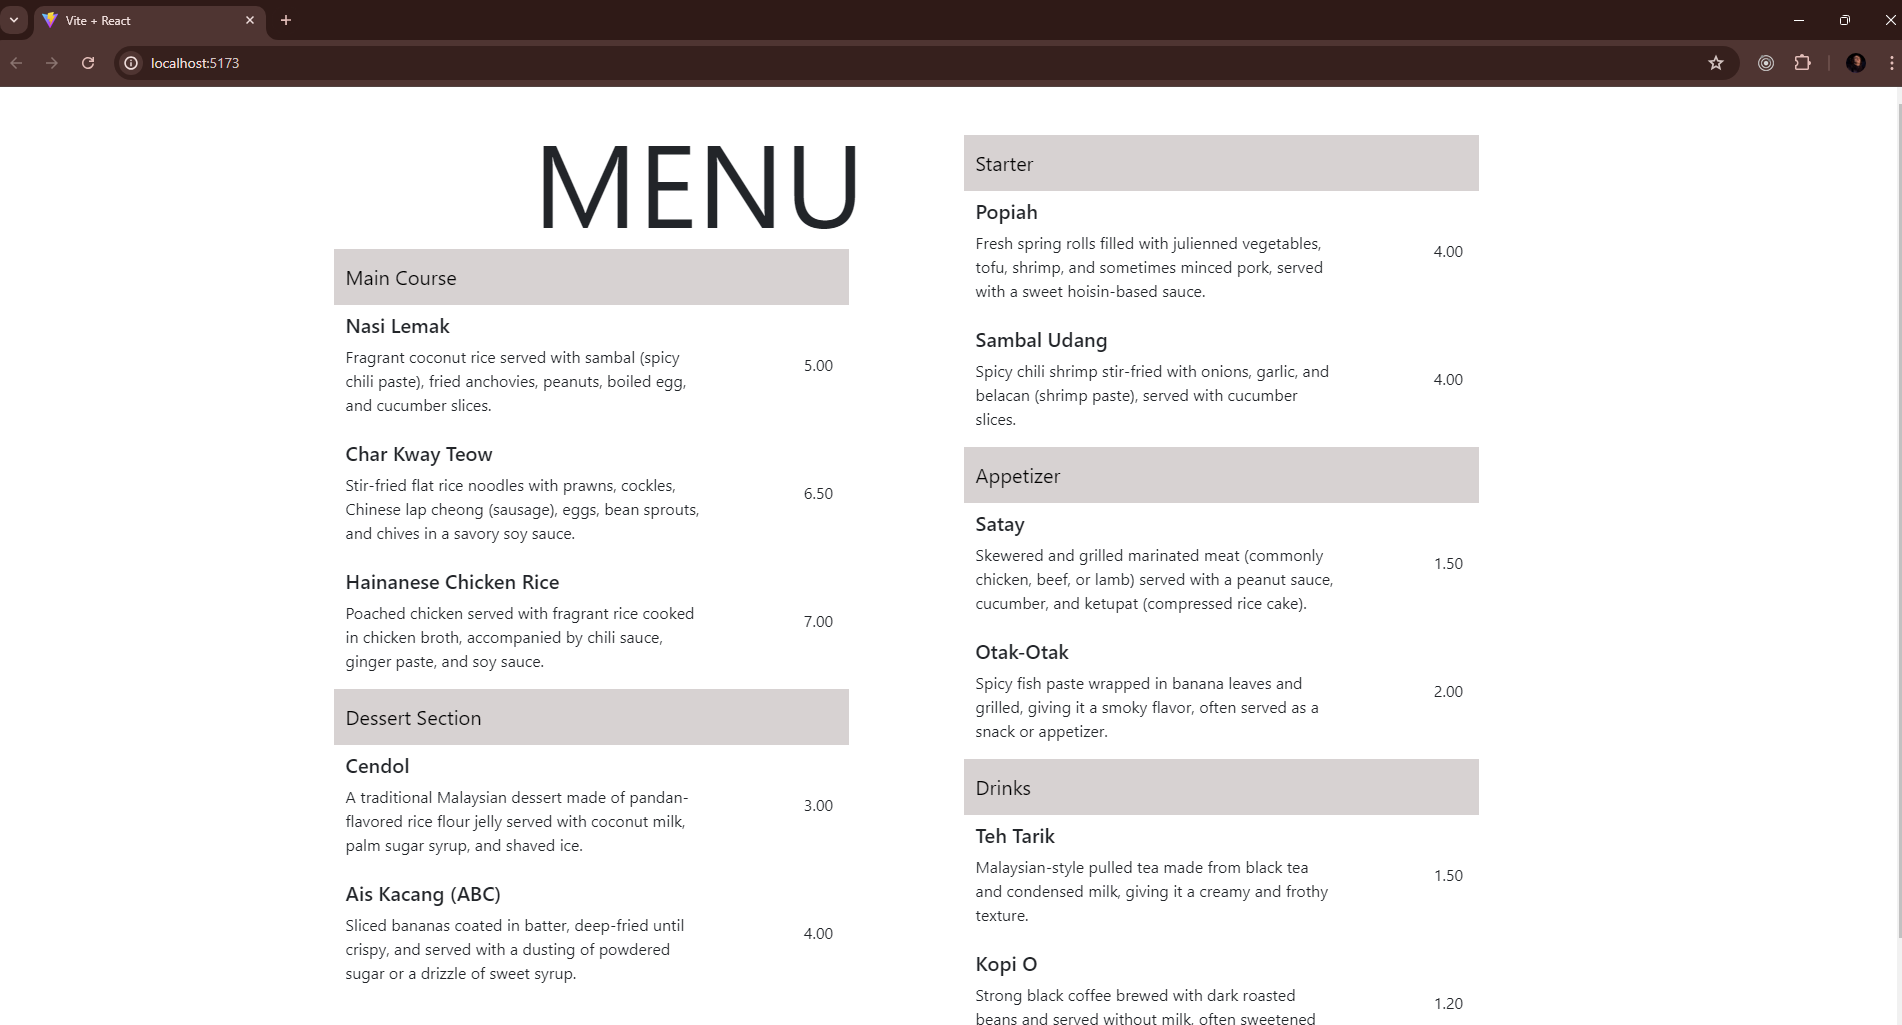 Vite + React
localhost:5173
MENU
Main Course
Nasi Lemak
Fragrant coconut rice served with sambal (spicy
chili paste), fried anchovies, peanuts, boiled egg,
and cucumber slices.
5.00
Char Kway Teow
Stir-fried flat rice noodles with prawns, cockles,
Chinese lap cheong (sausage), eggs, bean sprouts,
and chives in a savory soy sauce.
6.50
Hainanese Chicken Rice
Poached chicken served with fragrant rice cooked
in chicken broth, accompanied by chili sauce,
ginger paste, and soy sauce.
7.00
Dessert Section
Cendol
A traditional Malaysian dessert made of pandan-
flavored rice flour jelly served with coconut milk,
palm sugar syrup, and shaved ice.
3.00
Ais Kacang (ABC)
Sliced bananas coated in batter, deep-fried until
crispy, and served with a dusting of powdered
sugar or a drizzle of sweet syrup.
4.00
Starter
Popiah
Fresh spring rolls filled with julienned vegetables,
tofu, shrimp, and sometimes minced pork, served
with a sweet hoisin-based sauce.
4.00
Sambal Udang
Spicy chili shrimp stir-fried with onions, garlic, and
belacan (shrimp paste), served with cucumber
slices.
4.00
Appetizer
Satay
Skewered and grilled marinated meat (commonly
chicken, beef, or lamb) served with a peanut sauce,
cucumber, and ketupat (compressed rice cake).
1.50
Otak-Otak
Spicy fish paste wrapped in banana leaves and
grilled, giving it a smoky flavor, often served as a
snack or appetizer.
2.00
Drinks
Teh Tarik
Malaysian-style pulled tea made from black tea
and condensed milk, giving it a creamy and frothy
texture.
1.50
Kopi O
Strong black coffee brewed with dark roasted
beans and served without milk, often sweetened
1.20